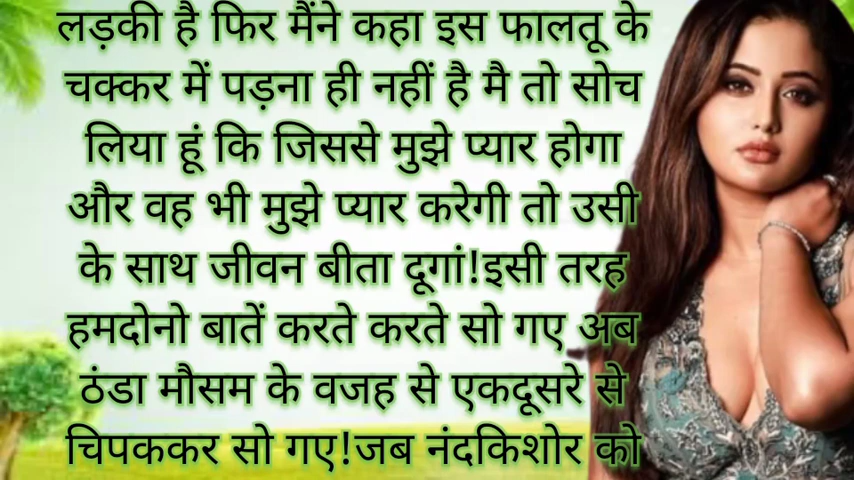 लड़की है फिर मैंने कहा इस फालतू के
चक्कर में पड़ना ही नहीं है मै तो सोच
लिया हूं कि जिससे मुझे प्यार होगा
और वह भी मुझे प्यार करेगी तो उसी
के साथ जीवन बीता दूगां!इसी तरह
हमदोनो बातें करते करते सो गए अब
ठंडा मौसम के वजह से एकदूसरे से
चिपककर सो गए!जब नंदकिशोर को